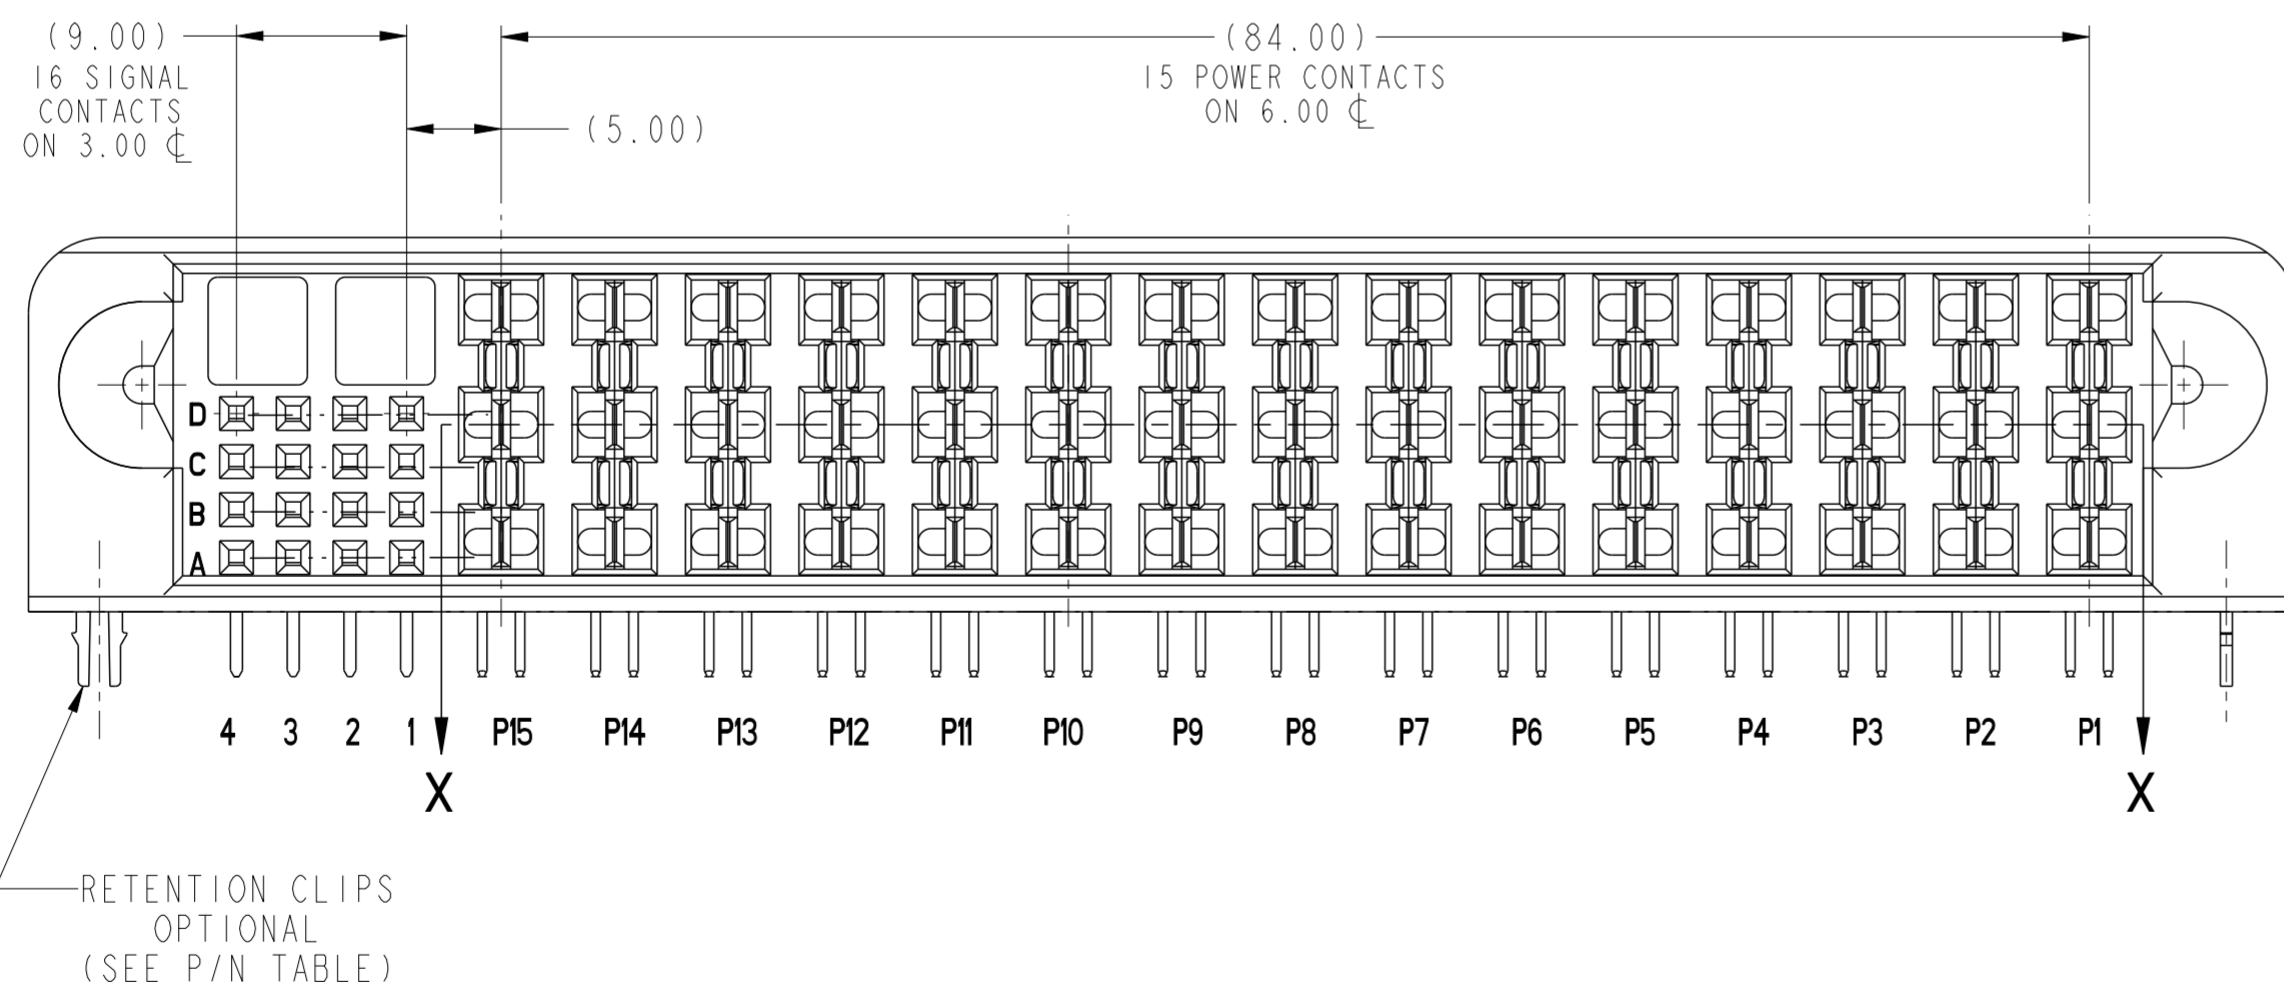 (9.00)
16 SIGNAL
CONTACTS
ON 3.00 ℄
(84.00)
15 POWER CONTACTS
ON 6.00 ℄
(5.00)
D
C
B
A
4 3 2 1 P15 P14 P13 P12 P11 P10 P9 P8 P7 P6 P5 P4 P3 P2 P1
X X
RETENTION CLIPS
OPTIONAL
(SEE P/N TABLE)